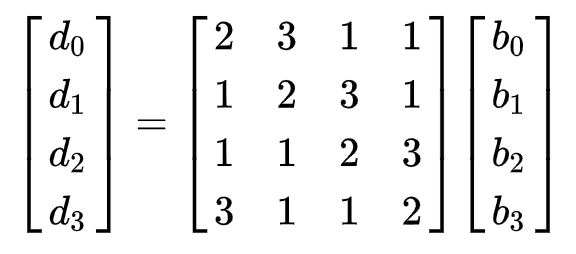 d₀ 2 3 1 1 b₀
d₁ 1 2 3 1 b₁
=
d₂ 1 1 2 3 b₂
d₃ 3 1 1 2 b₃